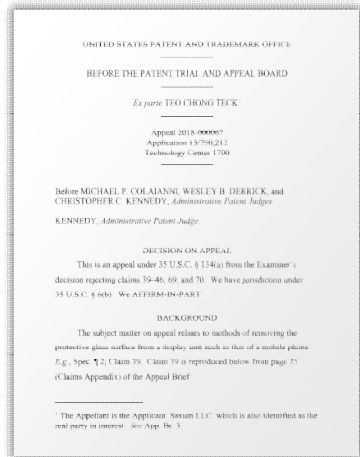 UNITED STATES PATENT AND TRADEMARK OFFICE
BEFORE THE PATENT TRIAL AND APPEAL BOARD
Ex parte TEO CHONG TECK¹
Appeal 2018-000067
Application 13/790,212
Technology Center 1700
Before MICHAEL P. COLAIANNI, WESLEY B. DERRICK, and
CHRISTOPHER C. KENNEDY, Administrative Patent Judges.
KENNEDY, Administrative Patent Judge.
DECISION ON APPEAL
This is an appeal under 35 U.S.C. § 134(a) from the Examiner's
decision rejecting claims 39–46, 69, and 70. We have jurisdiction under
35 U.S.C. § 6(b). We AFFIRM-IN-PART
BACKGROUND
The subject matter on appeal relates to methods of removing the
protective glass surface from a display unit such as that of a mobile phone.
E.g., Spec. ¶ 2; Claim 39. Claim 39 is reproduced below from page 25
(Claims Appendix) of the Appeal Brief:
¹ The Appellant is the Applicant, Saxum LLC, which is also identified as the
real party in interest. See App. Br. 3.